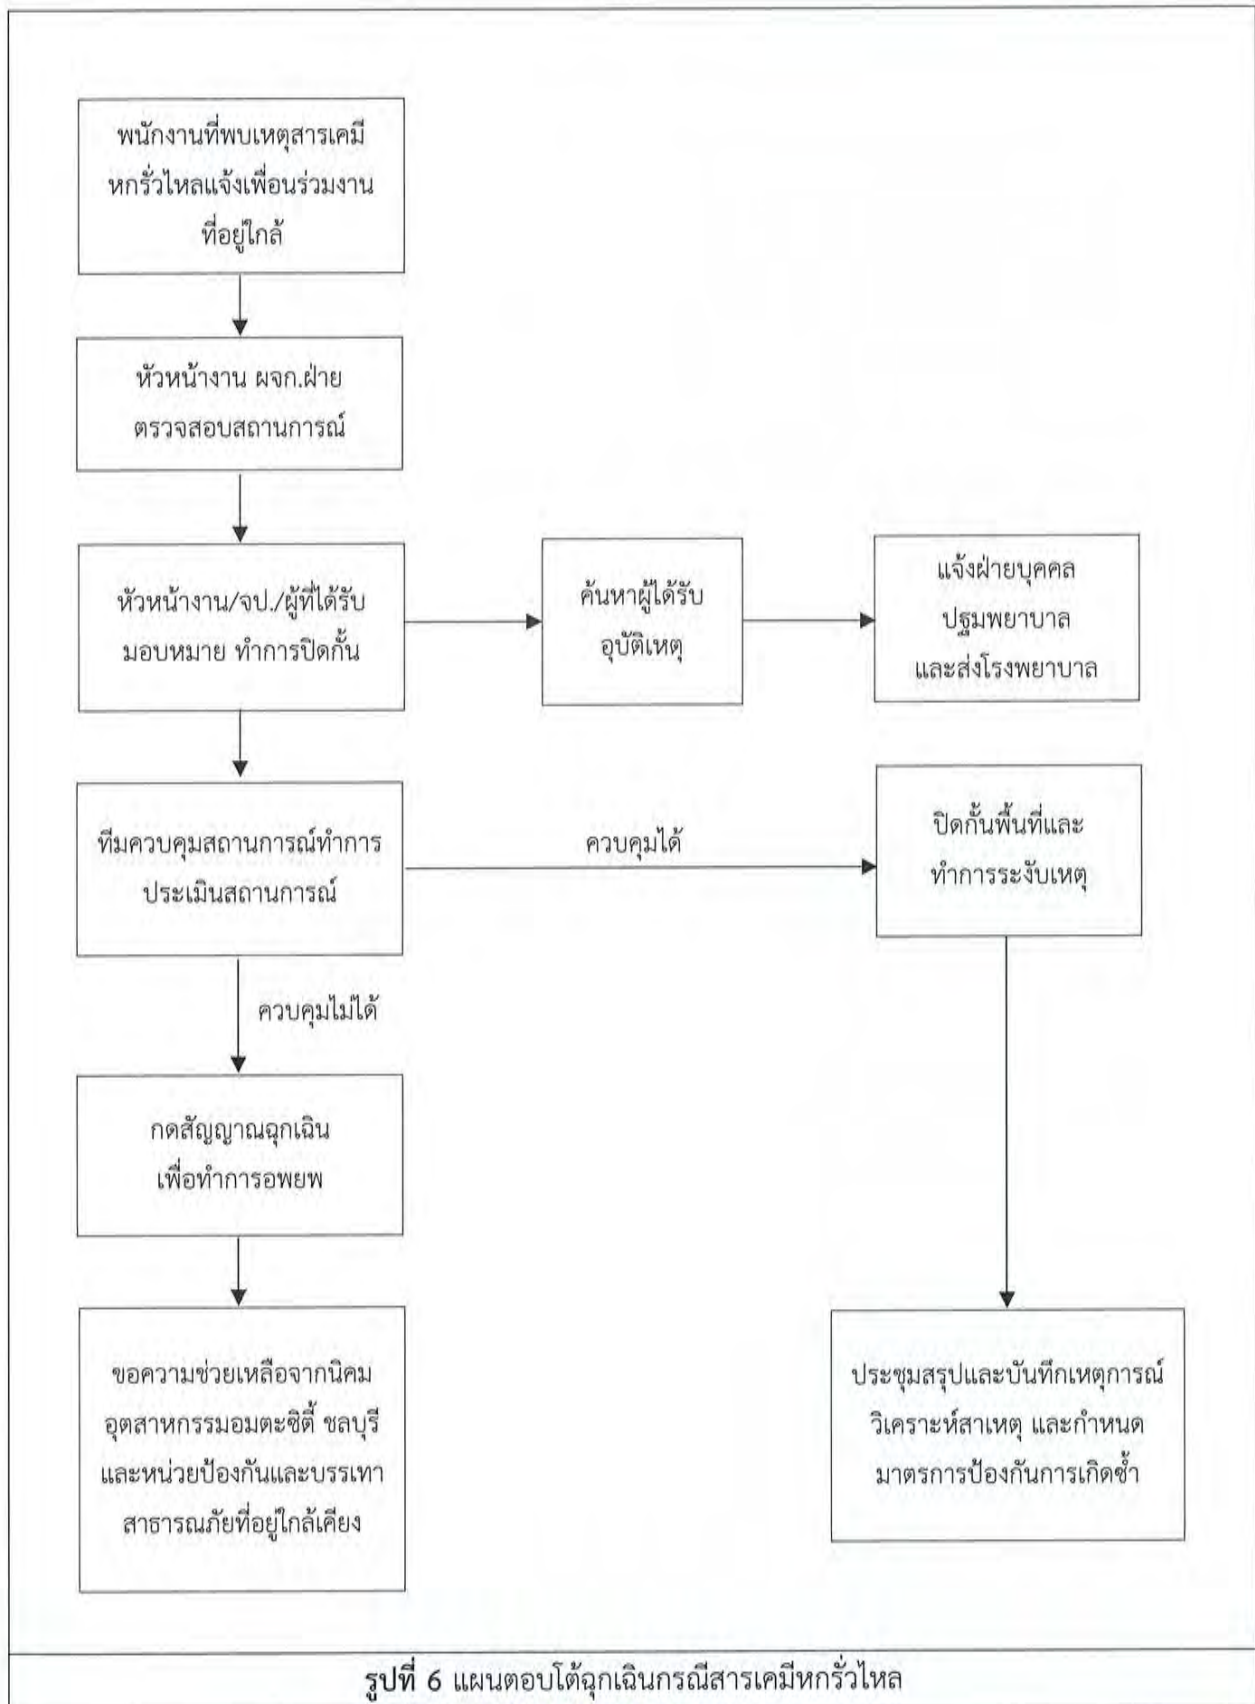 พนักงานที่พบเหตุสารเคมี
หกรั่วไหลแจ้งเพื่อนร่วมงาน
ที่อยู่ใกล้
หัวหน้างาน ผจก.ฝ่าย
ตรวจสอบสถานการณ์
หัวหน้างาน/จป./ผู้ที่ได้รับ
มอบหมาย ทำการปิดกั้น
ค้นหาผู้ได้รับ
อุบัติเหตุ
แจ้งฝ่ายบุคคล
ปฐมพยาบาล
และส่งโรงพยาบาล
ทีมควบคุมสถานการณ์ทำการ
ประเมินสถานการณ์
ควบคุมได้
ปิดกั้นพื้นที่และ
ทำการระงับเหตุ
ควบคุมไม่ได้
กดสัญญาณฉุกเฉิน
เพื่อทำการอพยพ
ขอความช่วยเหลือจากนิคม
อุตสาหกรรมอมตะซิตี้ ชลบุรี
และหน่วยป้องกันและบรรเทา
สาธารณภัยที่อยู่ใกล้เคียง
ประชุมสรุปและบันทึกเหตุการณ์
วิเคราะห์สาเหตุ และกำหนด
มาตรการป้องกันการเกิดซ้ำ
รูปที่ 6 แผนตอบโต้ฉุกเฉินกรณีสารเคมีหกรั่วไหล